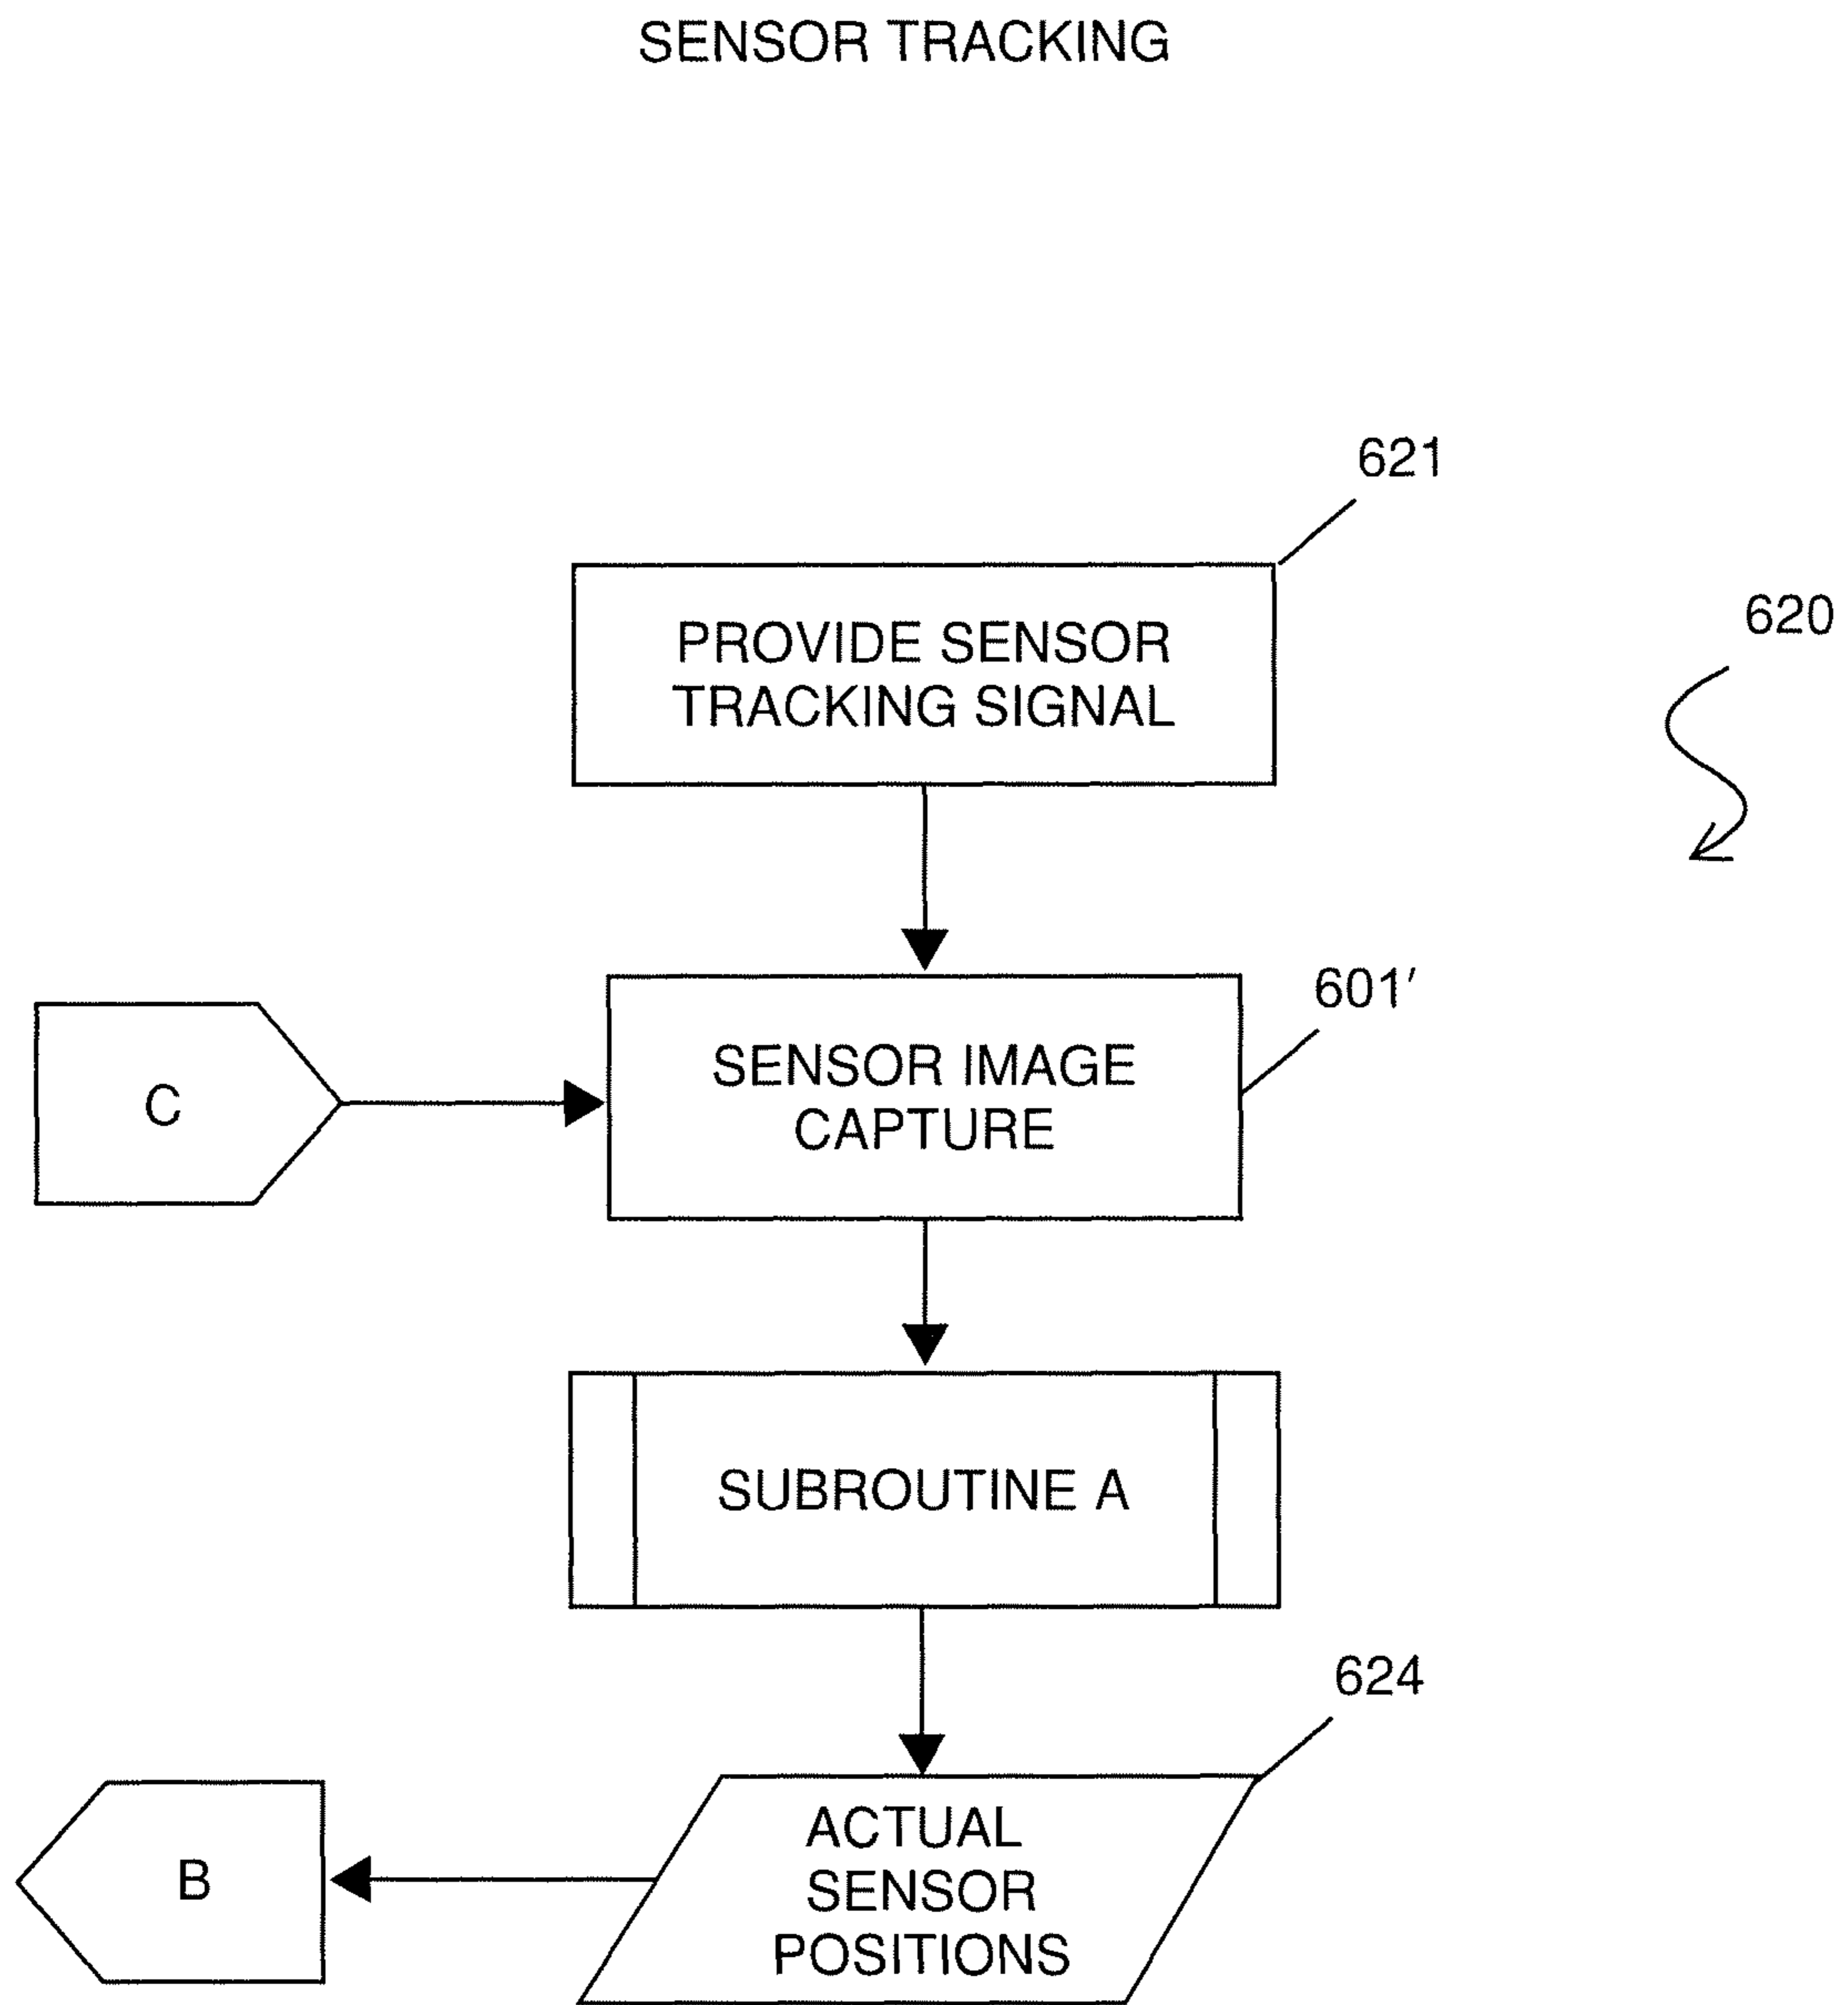 SENSOR TRACKING
621
PROVIDE SENSOR
TRACKING SIGNAL
620
601′
C
SENSOR IMAGE
CAPTURE
SUBROUTINE A
624
B
ACTUAL
SENSOR
POSITIONS